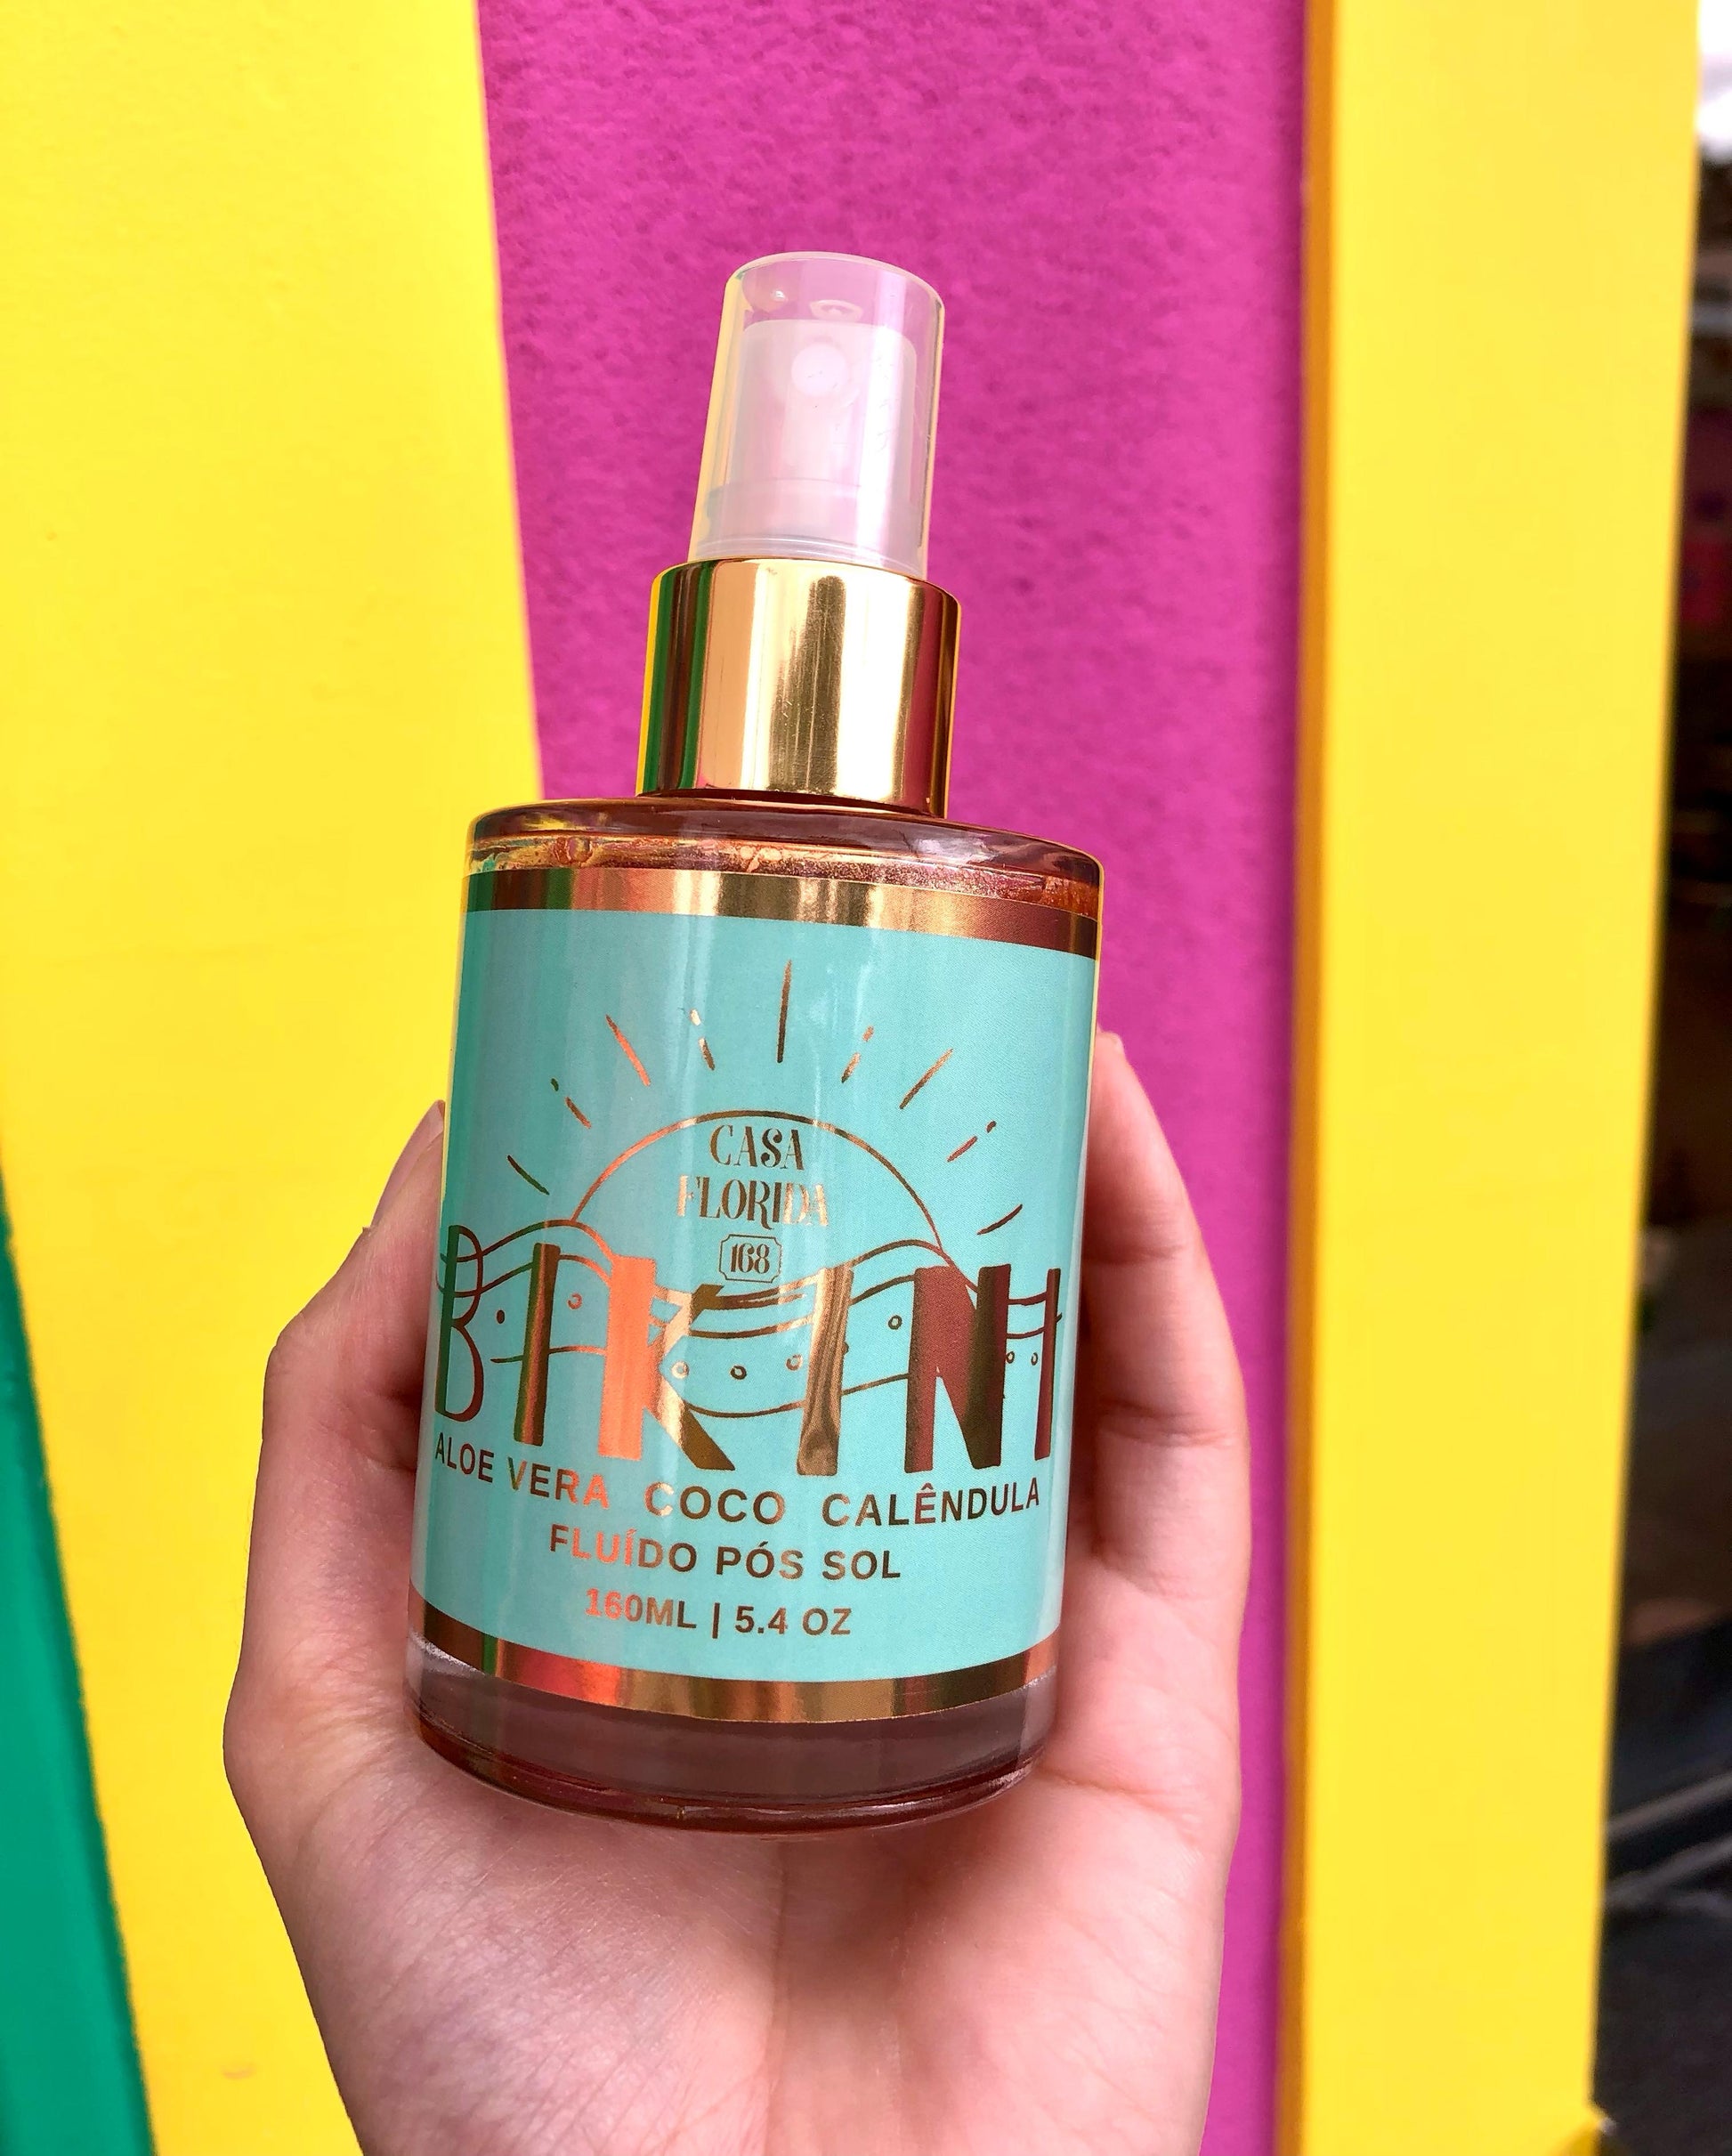 CASA
FLORIDA
168
BIKINI
ALOE VERA COCO CALÊNDULA
FLUÍDO PÓS SOL
160ML | 5.4 OZ